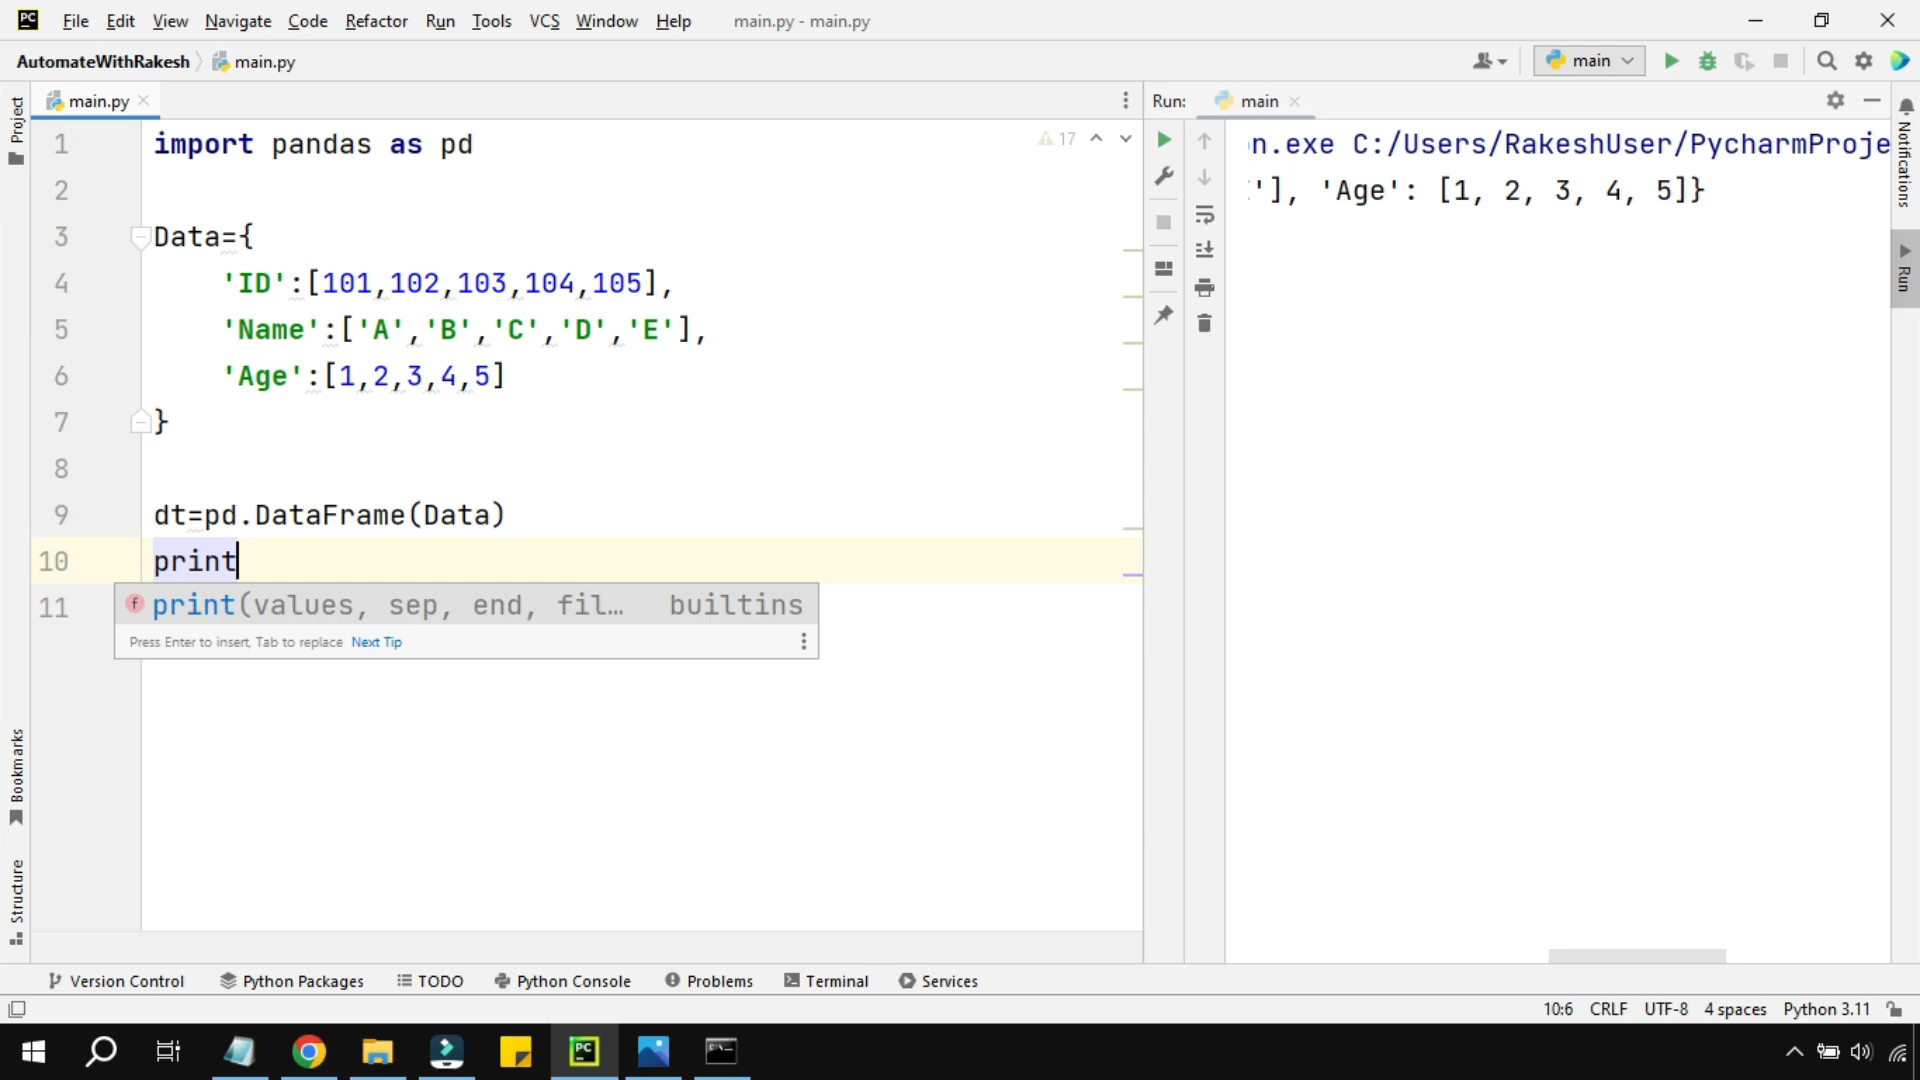 PC File Edit View Navigate Code Refactor Run Tools VCS Window Help main.py - main.py
AutomateWithRakesh main.py main
Project main.py Run: main
1 import pandas as pd 17
2
3 Data={
4 'ID':[101,102,103,104,105],
5 'Name':['A','B','C','D','E'],
6 'Age':[1,2,3,4,5]
7 }
8
9 dt=pd.DataFrame(Data)
10 print
11
f print(values, sep, end, fil… builtins
Press Enter to insert, Tab to replace Next Tip
n.exe C:/Users/RakeshUser/PycharmProje
'], 'Age': [1, 2, 3, 4, 5]}
Notifications
Run
Bookmarks
Structure
Version Control Python Packages TODO Python Console Problems Terminal Services
10:6 CRLF UTF-8 4 spaces Python 3.11
PC